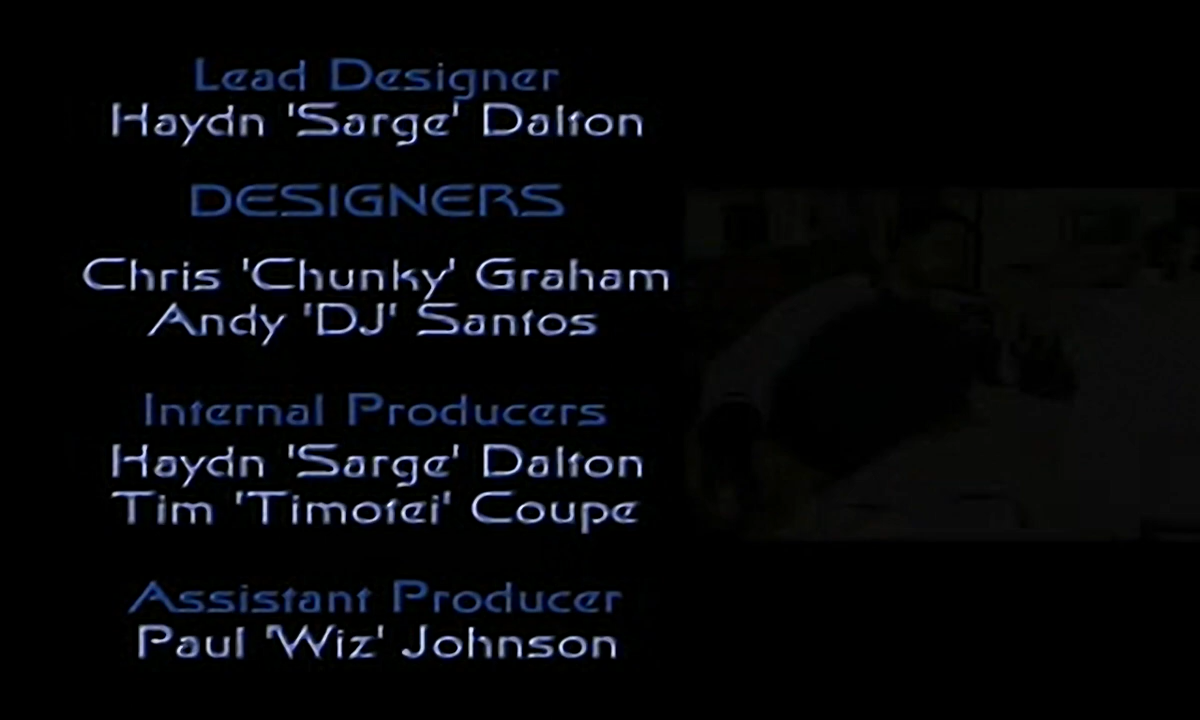 Lead Designer
Haydn 'Sarge' Dalton
DESIGNERS
Chris 'Chunky' Graham
Andy 'DJ' Santos
Internal Producers
Haydn 'Sarge' Dalton
Tim 'Timotei' Coupe
Assistant Producer
Paul 'Wiz' Johnson